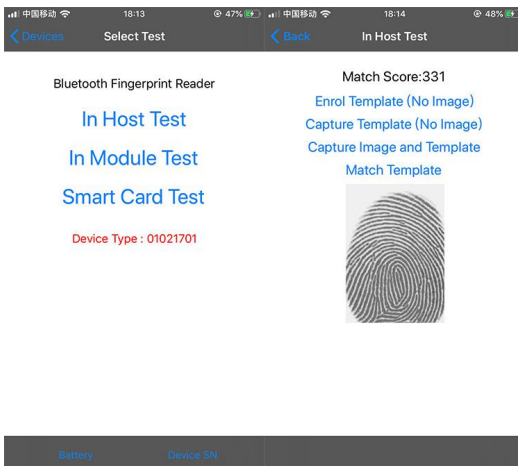 中国移动 18:13 47%
Devices Select Test
Bluetooth Fingerprint Reader
In Host Test
In Module Test
Smart Card Test
Device Type : 01021701
Battery Device SN
中国移动 18:14 48%
Back In Host Test
Match Score:331
Enrol Template (No Image)
Capture Template (No Image)
Capture Image and Template
Match Template